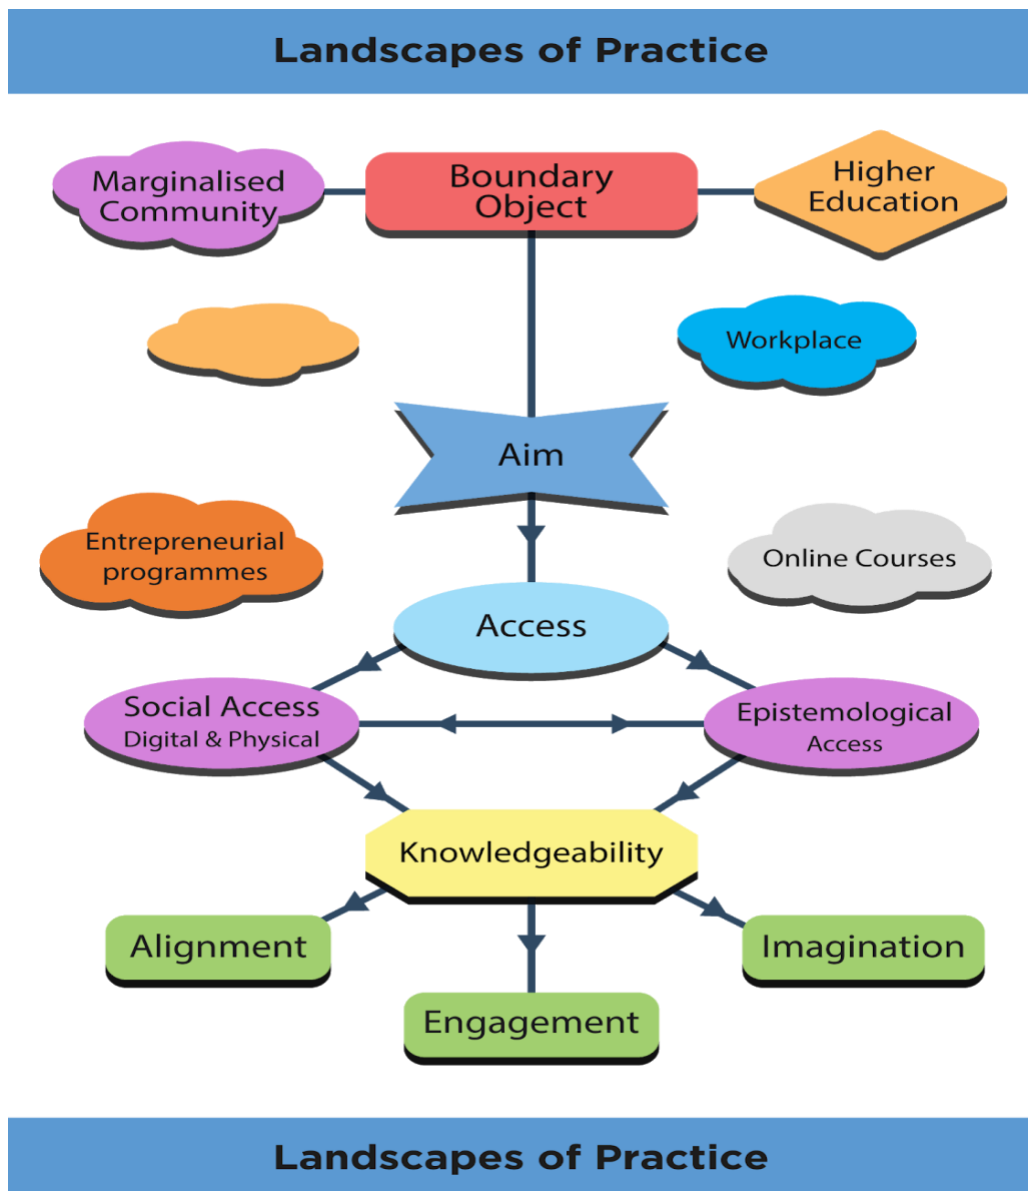 Landscapes of Practice
Marginalised
Community
Boundary
Object
Higher
Education
Workplace
Aim
Entrepreneurial
programmes
Online Courses
Access
Social Access
Digital & Physical
Epistemological
Access
Knowledgeability
Alignment
Imagination
Engagement
Landscapes of Practice